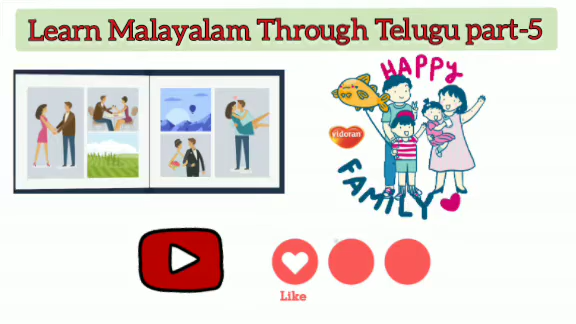 Learn Malayalam Through Telugu part-5
HAPPY
vidoran
FAMILY
Like